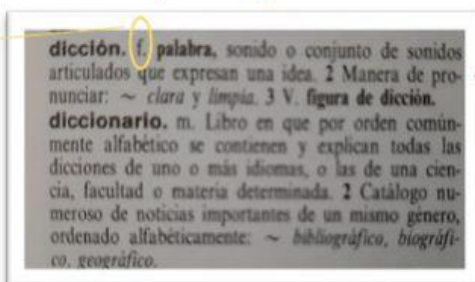 dicción. f. palabra, sonido o conjunto de sonidos
articulados que expresan una idea. 2 Manera de pro-
nunciar: ~ clara y limpia. 3 V. figura de dicción.
diccionario. m. Libro en que por orden común-
mente alfabético se contienen y explican todas las
dicciones de uno o más idiomas, o las de una cien-
cia, facultad o materia determinada. 2 Catálogo nu-
meroso de noticias importantes de un mismo género,
ordenado alfabéticamente: ~ bibliográfico, biográfi-
co, geográfico.